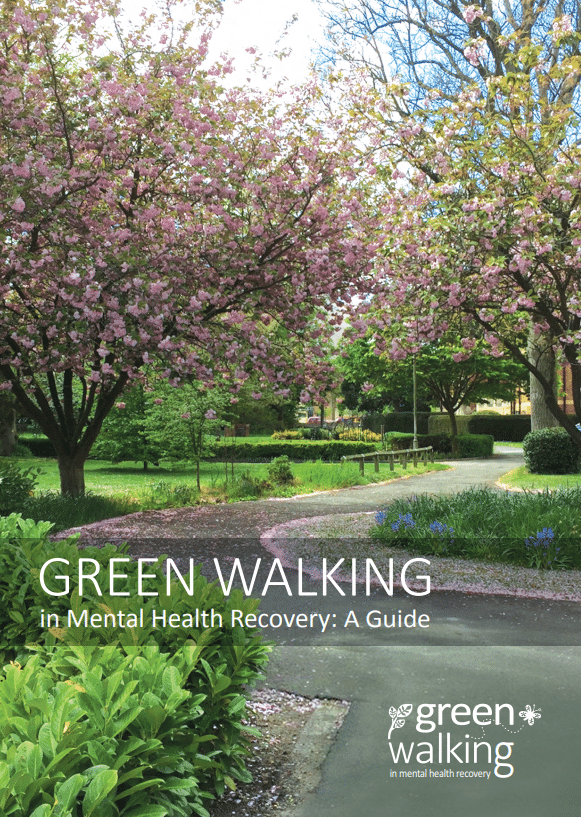 GREEN WALKING
in Mental Health Recovery: A Guide
green
walking
in mental health recovery